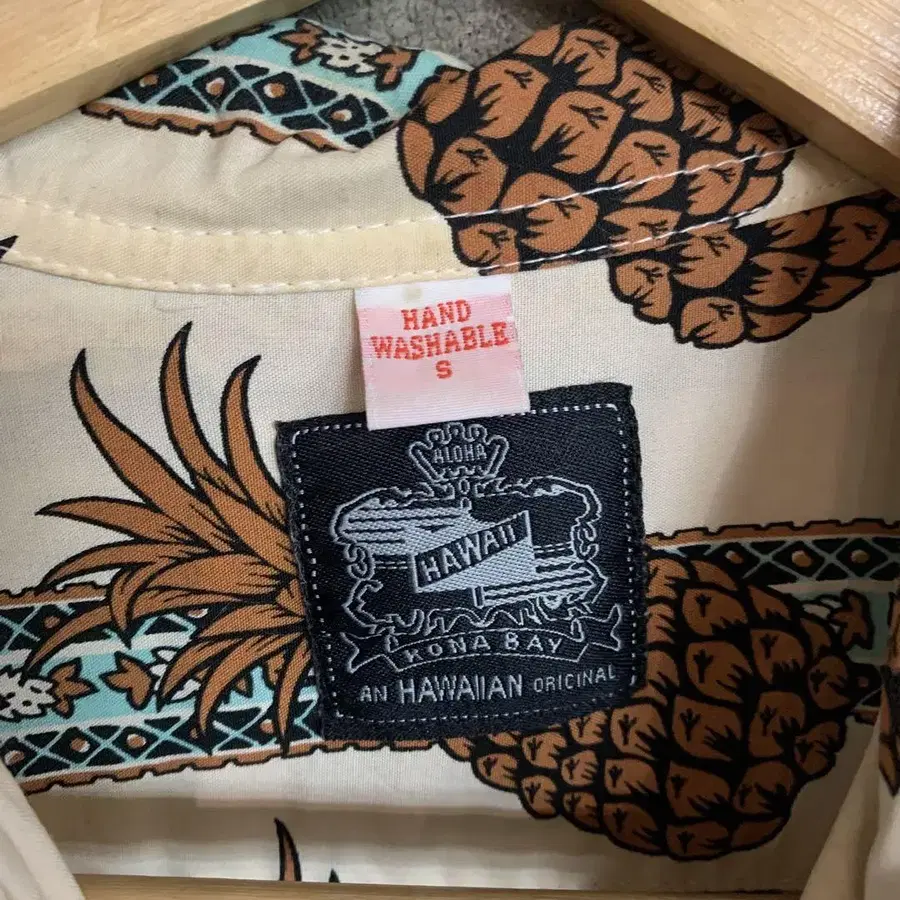 HAND
WASHABLE
S
ALOHA
HAWAII
KONA BAY
AN HAWAIIAN ORIGINAL